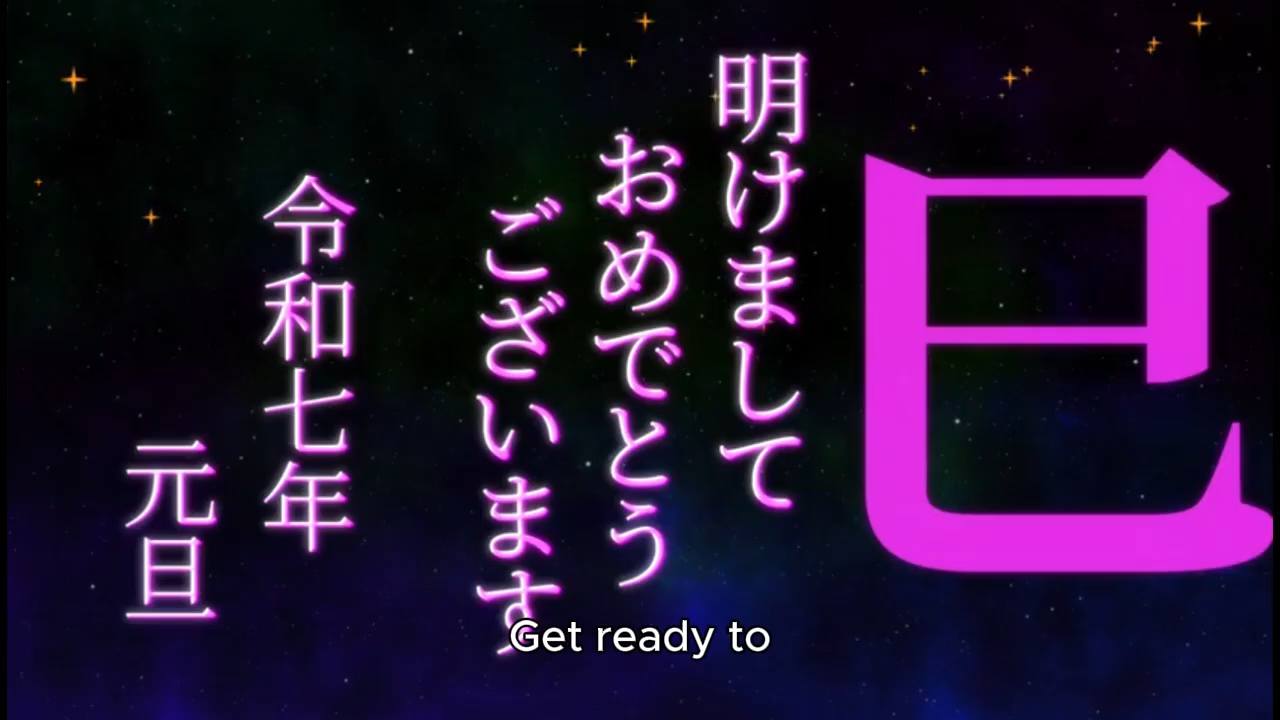 巳
明けまして
おめでとう
ございます
令和七年
元旦
Get ready to